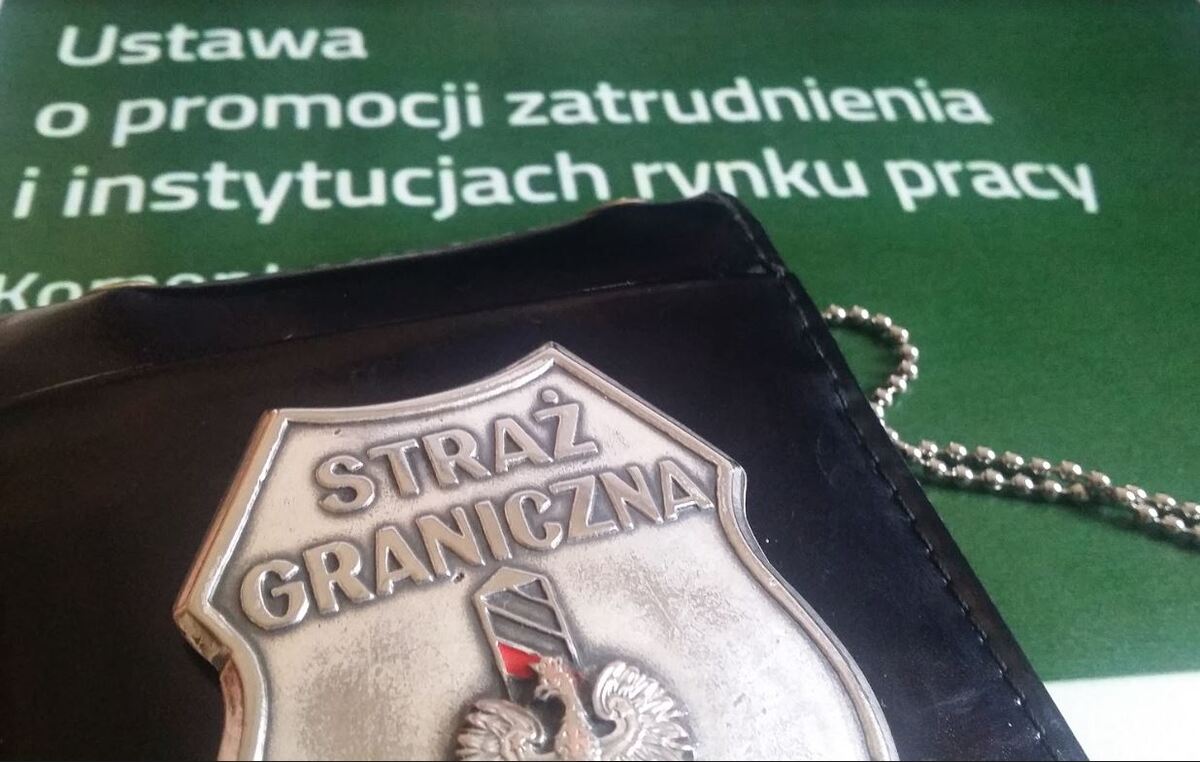 Ustawa
o promocji zatrudnienia
i instytucjach rynku pracy
STRAŻ
GRANICZNA